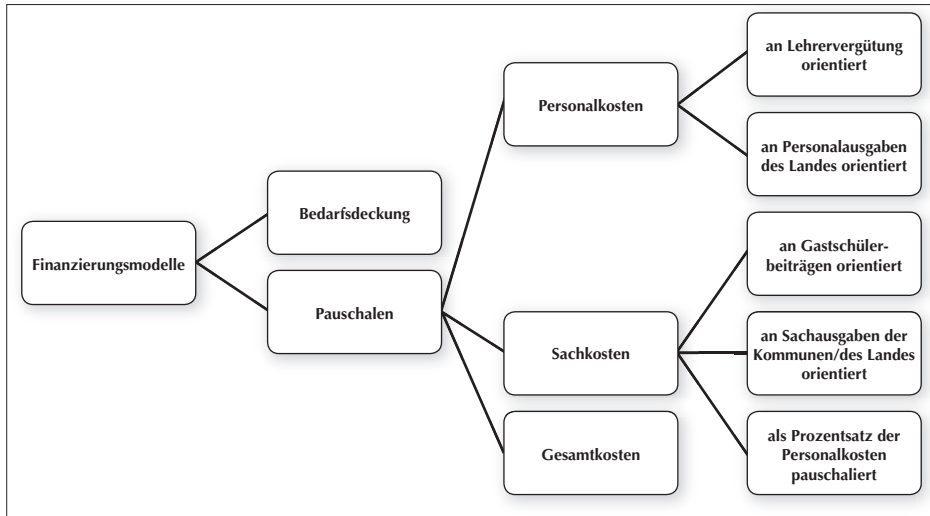 Finanzierungsmodelle
Bedarfsdeckung
Pauschalen
Personalkosten
Sachkosten
Gesamtkosten
an Lehrervergütung
orientiert
an Personalausgaben
des Landes orientiert
an Gastschüler-
beiträgen orientiert
an Sachausgaben der
Kommunen/des Landes
orientiert
als Prozentsatz der
Personalkosten
pauschaliert